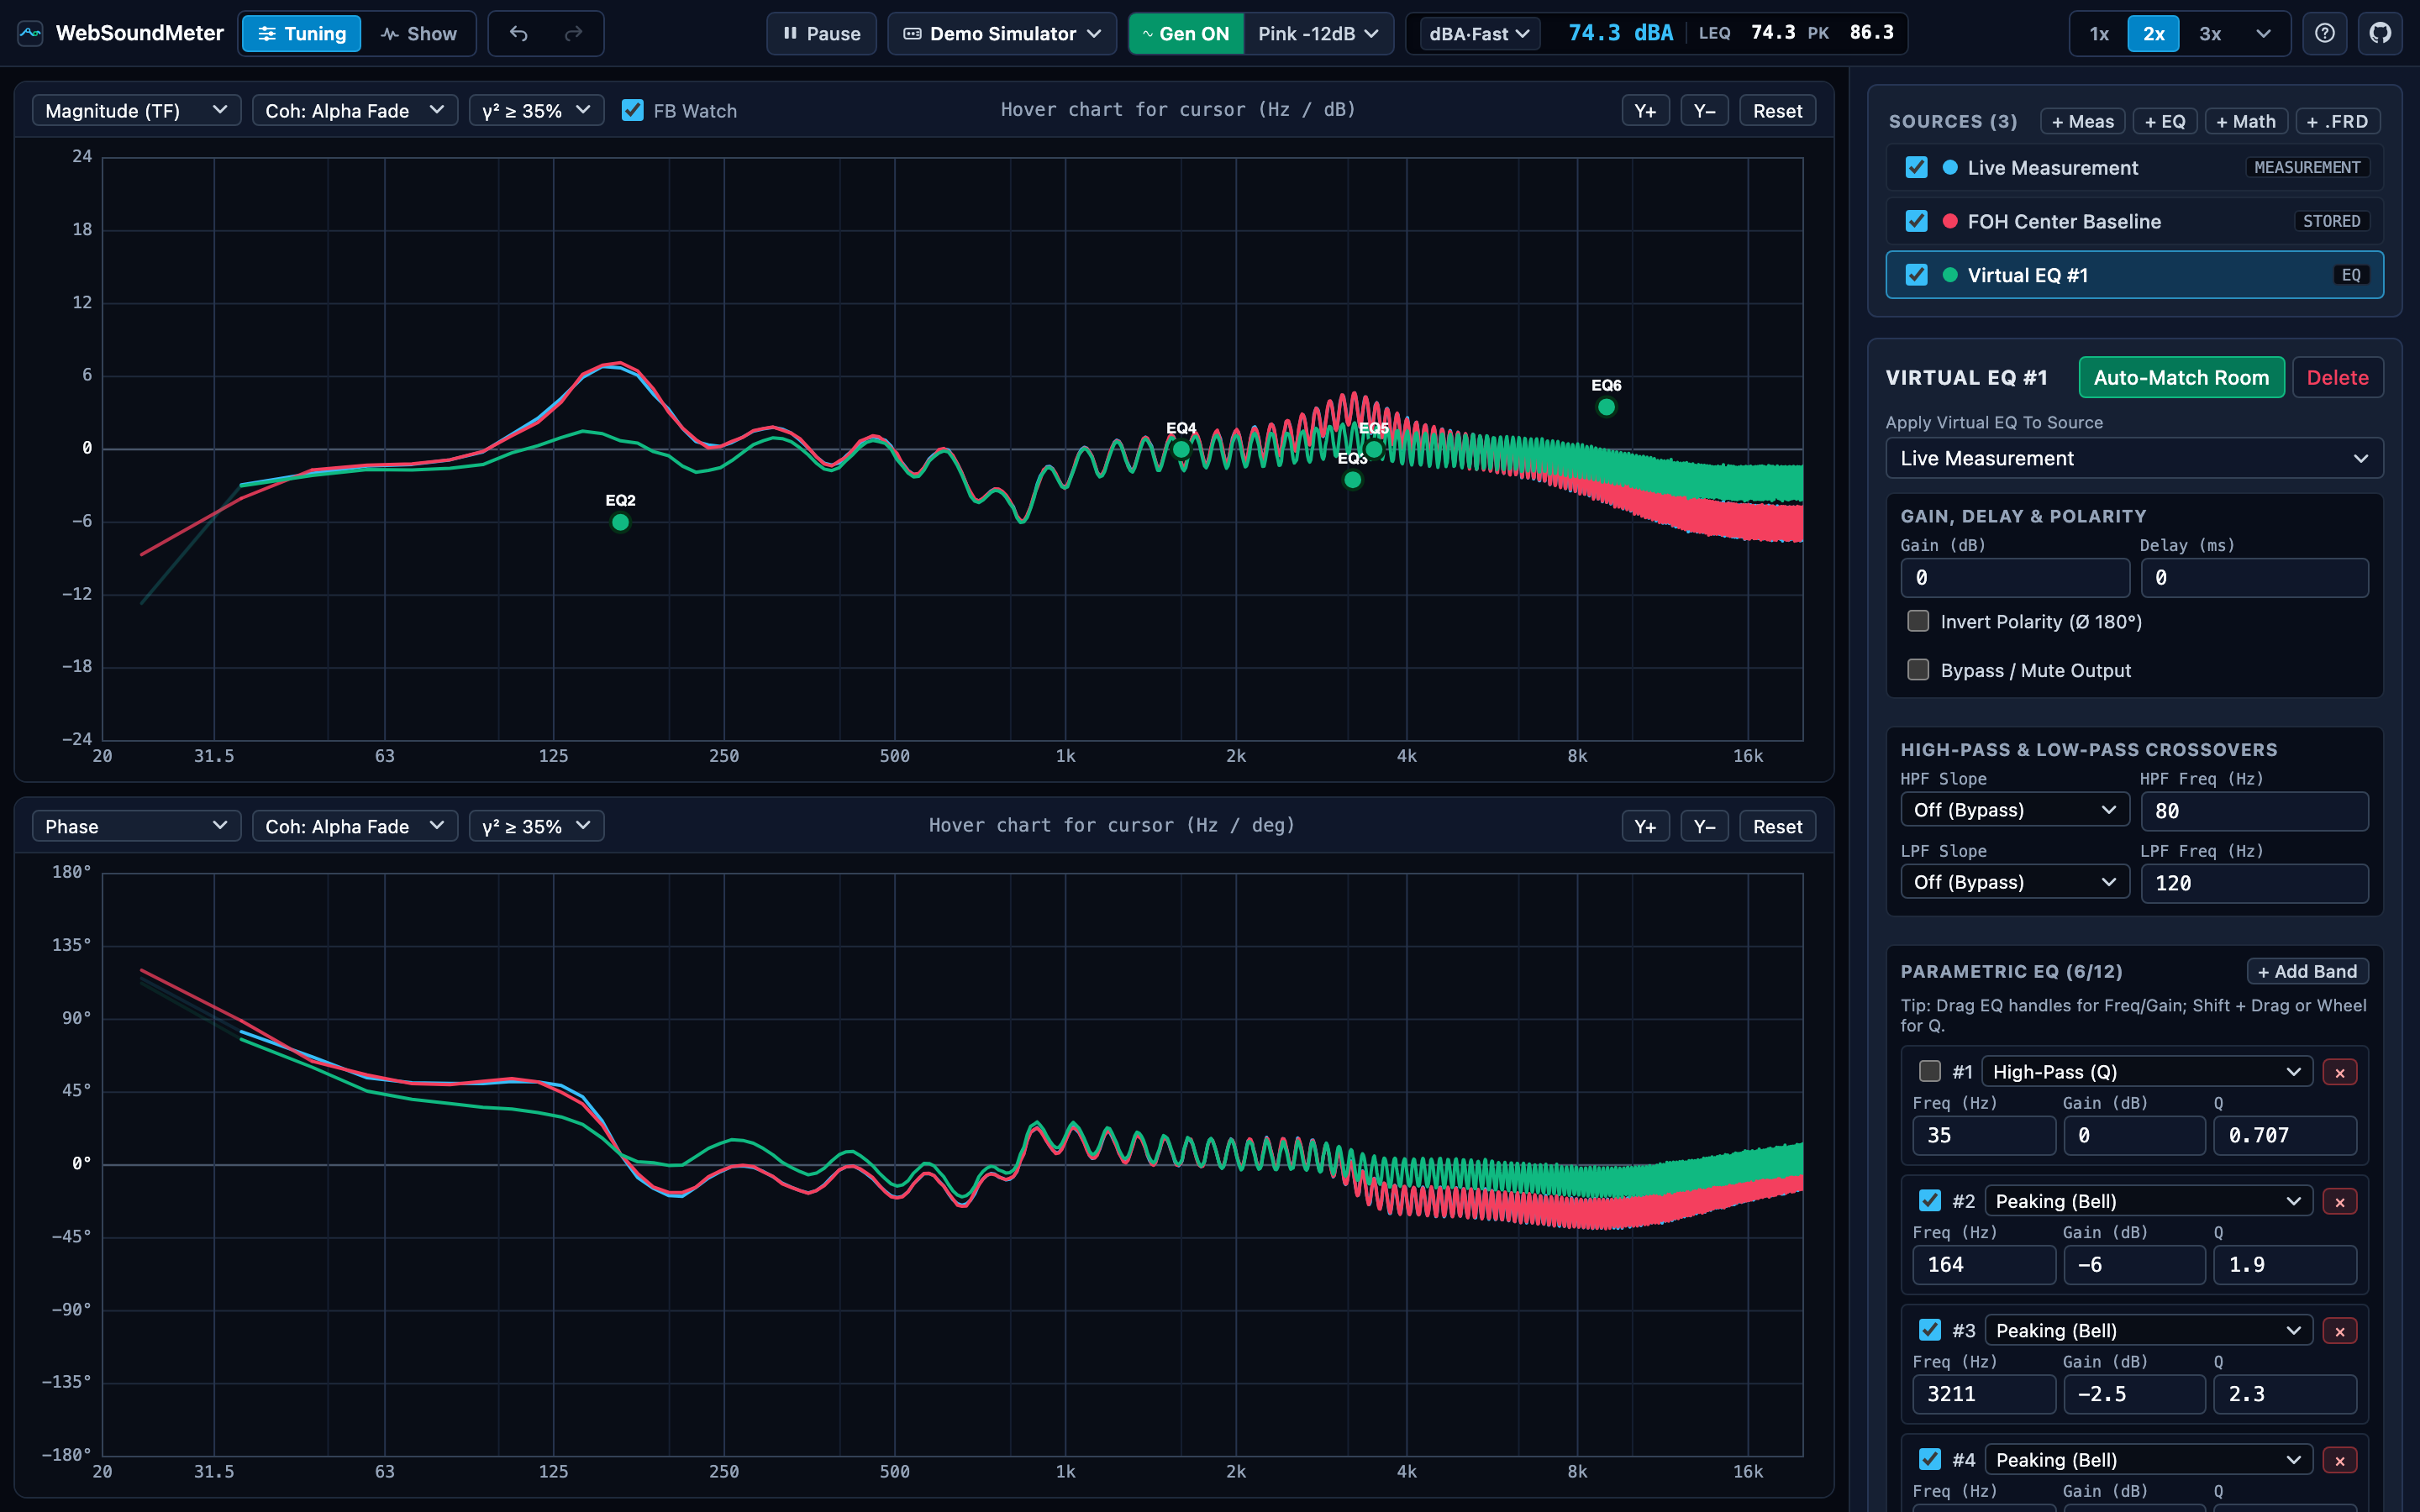 WebSoundMeter Tuning Show Pause Demo Simulator Gen ON Pink -12dB dBA·Fast 74.3 dBA LEQ 74.3 PK 86.3 1x 2x 3x
Magnitude (TF) Coh: Alpha Fade γ² ≥ 35% FB Watch Hover chart for cursor (Hz / dB) Y+ Y− Reset
24
18
12
6
0
−6
−12
−18
−24
EQ2
EQ4
EQ5
EQ3
EQ6
20 31.5 63 125 250 500 1k 2k 4k 8k 16k
Phase Coh: Alpha Fade γ² ≥ 35% Hover chart for cursor (Hz / deg) Y+ Y− Reset
180°
135°
90°
45°
0°
−45°
−90°
−135°
−180°
20 31.5 63 125 250 500 1k 2k 4k 8k 16k
SOURCES (3) + Meas + EQ + Math + .FRD
Live Measurement MEASUREMENT
FOH Center Baseline STORED
Virtual EQ #1 EQ
VIRTUAL EQ #1 Auto-Match Room Delete
Apply Virtual EQ To Source
Live Measurement
GAIN, DELAY & POLARITY
Gain (dB) Delay (ms)
0 0
Invert Polarity (Ø 180°)
Bypass / Mute Output
HIGH-PASS & LOW-PASS CROSSOVERS
HPF Slope HPF Freq (Hz)
Off (Bypass) 80
LPF Slope LPF Freq (Hz)
Off (Bypass) 120
PARAMETRIC EQ (6/12) + Add Band
Tip: Drag EQ handles for Freq/Gain; Shift + Drag or Wheel
for Q.
#1 High-Pass (Q) ×
Freq (Hz) Gain (dB) Q
35 0 0.707
#2 Peaking (Bell) ×
Freq (Hz) Gain (dB) Q
164 −6 1.9
#3 Peaking (Bell) ×
Freq (Hz) Gain (dB) Q
3211 −2.5 2.3
#4 Peaking (Bell) ×
Freq (Hz) Gain (dB) Q